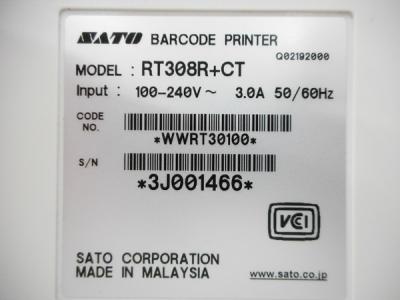 SATO BARCODE PRINTER
Q02192000
MODEL : RT308R+CT
Input : 100-240V ~ 3.0A 50/60Hz
CODE NO.
*WWRT30100*
S/N
*3J001466*
VCI
SATO CORPORATION
MADE IN MALAYSIA
www.sato.co.jp